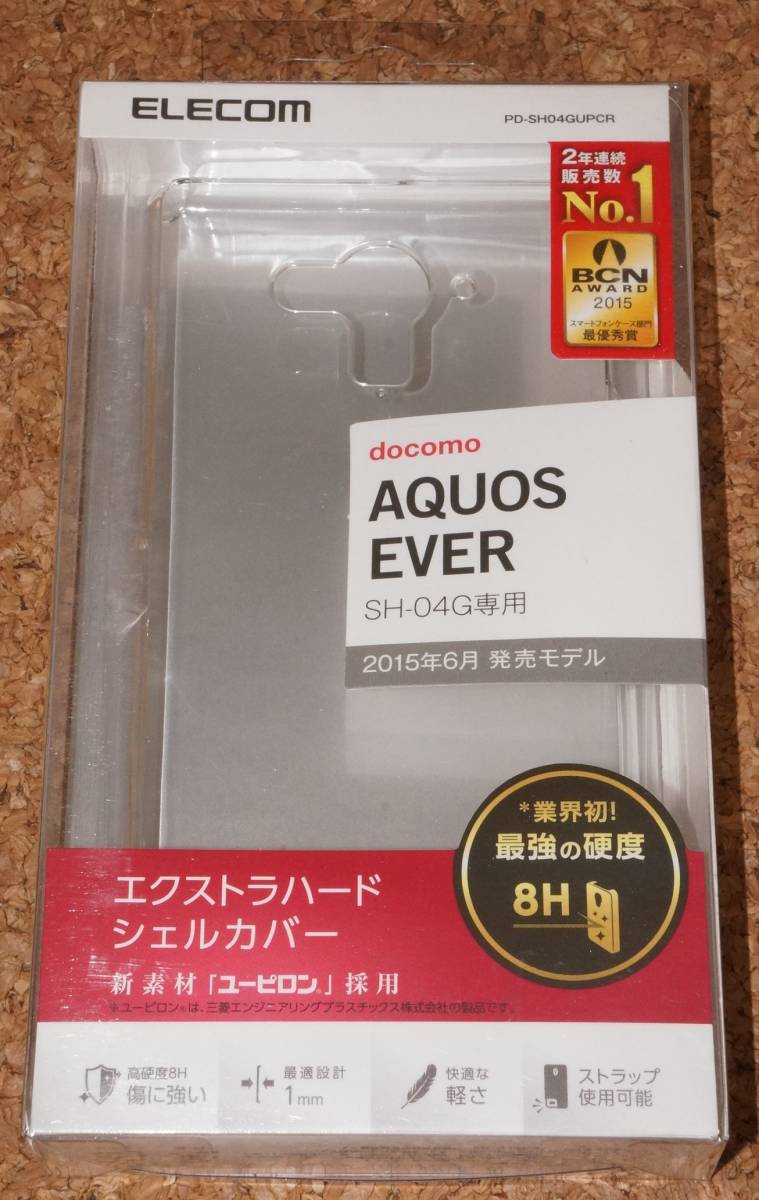 ELECOM
PD-SH04GUPCR
2年連続
販売数
No.1
BCN
AWARD
2015
スマートフォンケース部門
最優秀賞
docomo
AQUOS
EVER
SH-04G専用
2015年6月 発売モデル
*業界初!
最強の硬度
8H
エクストラハード
シェルカバー
新素材「ユーピロン®」採用
※ユーピロン®は、三菱エンジニアリングプラスチックス株式会社の製品です。
高硬度8H
傷に強い
最適設計
1mm
快適な
軽さ
ストラップ
使用可能